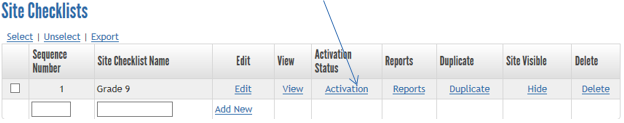 Site Checklists
Select | Unselect | Export
Sequence Number Site Checklist Name Edit View Activation Status Reports Duplicate Site Visible Delete
1 Grade 9 Edit View Activation Reports Duplicate Hide Delete
Add New